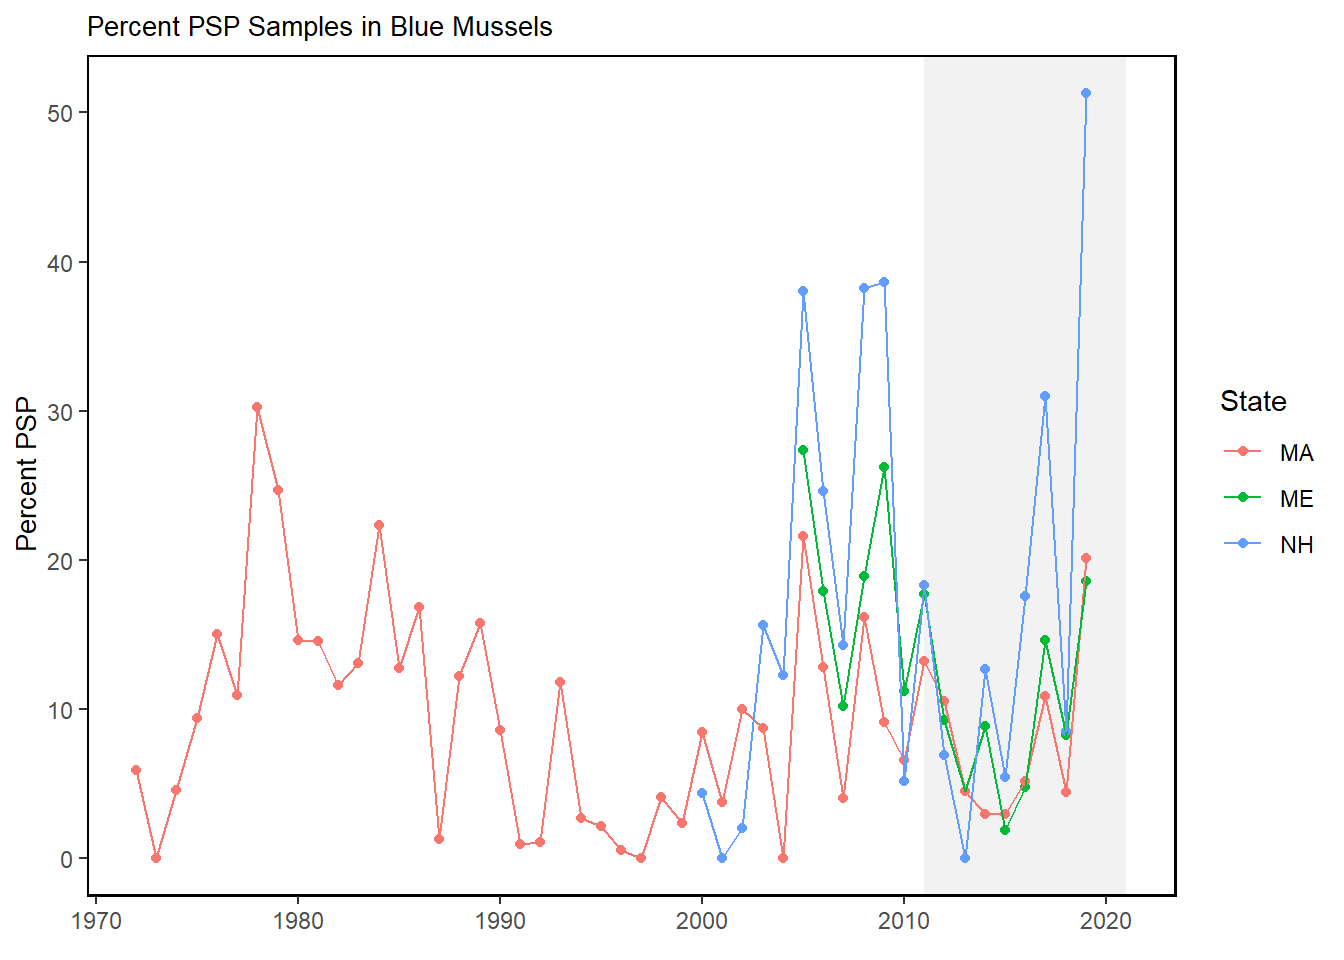 Percent PSP Samples in Blue Mussels
Percent PSP
50
40
30
20
10
0
1970 1980 1990 2000 2010 2020
State
MA
ME
NH